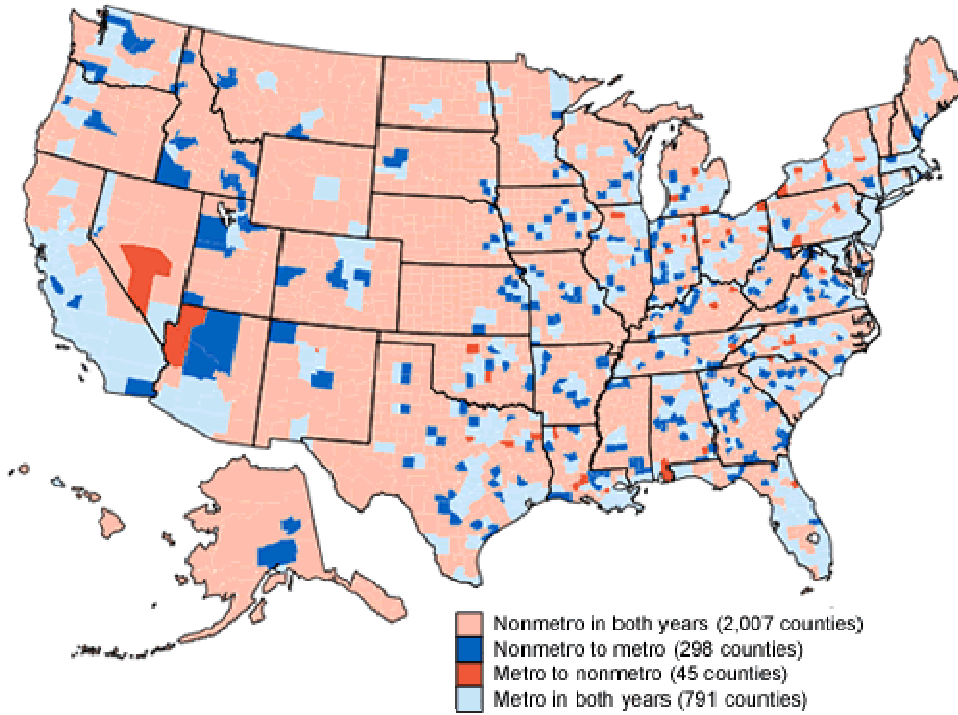 Nonmetro in both years (2,007 counties)
Nonmetro to metro (298 counties)
Metro to nonmetro (45 counties)
Metro in both years (791 counties)